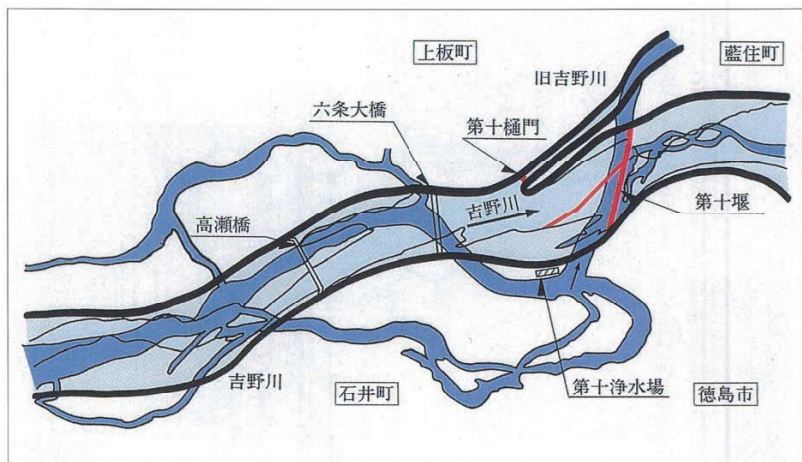 上板町
藍住町
旧吉野川
六条大橋
第十樋門
吉野川
高瀬橋
第十堰
吉野川
石井町
第十浄水場
徳島市